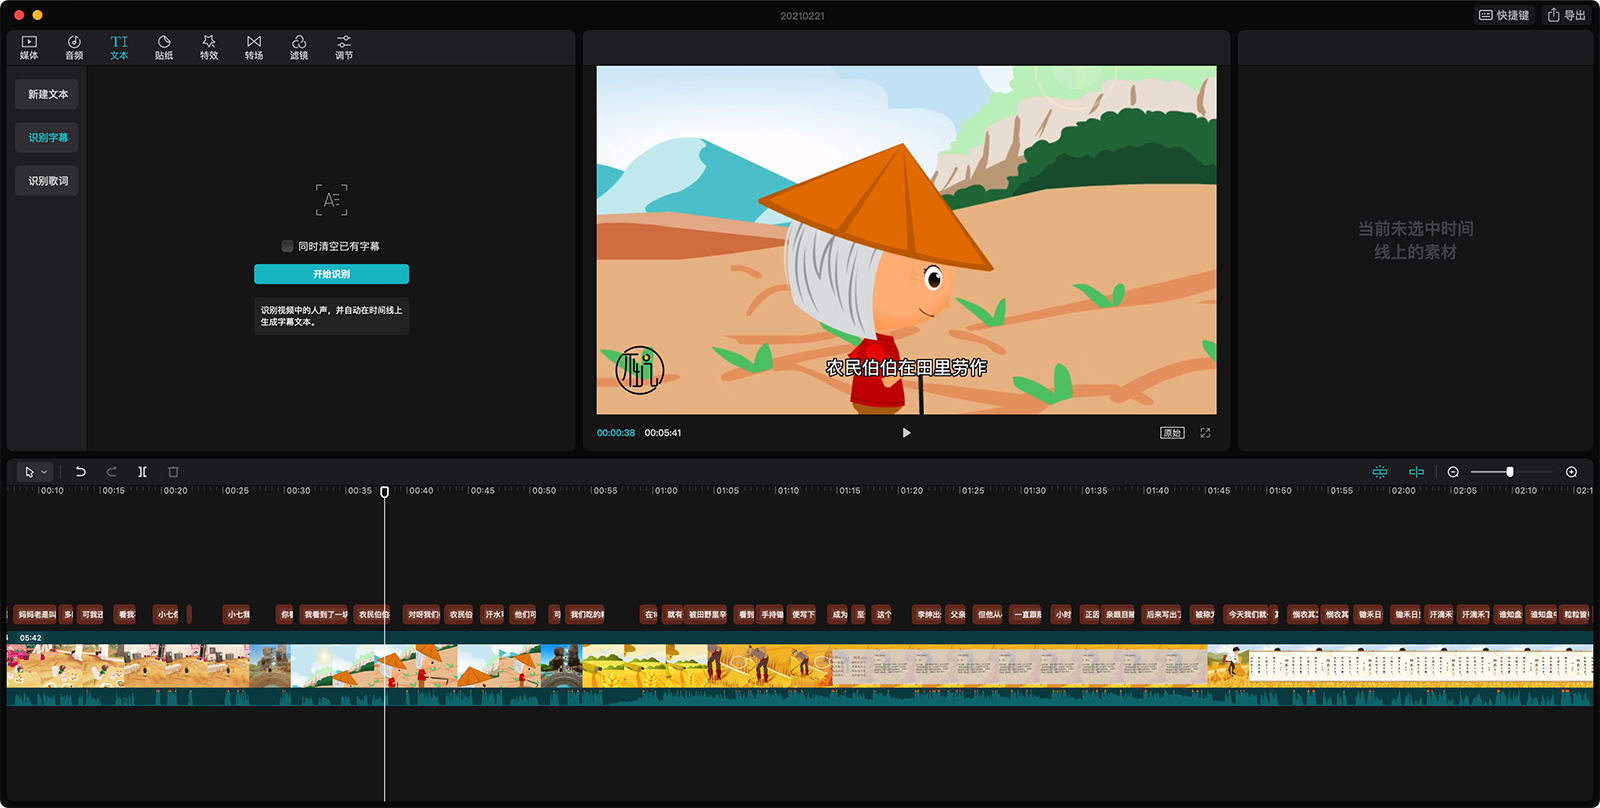 20210221
快捷键
导出
媒体
音频
文本
贴纸
特效
转场
滤镜
调节
新建文本
识别字幕
识别歌词
同时清空已有字幕
开始识别
识别视频中的人声，并自动在时间线上
生成字幕文本。
农民伯伯在田里劳作
00:00:38
00:05:41
原始
当前未选中时间
线上的素材
00:10
00:15
00:20
00:25
00:30
00:35
00:40
00:45
00:50
00:55
01:00
01:05
01:10
01:15
01:20
01:25
01:30
01:35
01:40
01:45
01:50
01:55
02:00
02:05
02:10
02:1
妈妈老是叫
多
可我还
看我
小七
小七我
你
我看到了一块
农民伯
对呀我们
农民伯
汗水
他们
可
我们吃的
在
就有
被田野里辛
看到
手持锄
便写下
成为
至
这个
李绅出
父亲
但他从
一直跟
小时
正因
亲眼目睹
后来写出了
被称
今天我们就
悯农其
悯农其
锄禾日
锄禾日
汗滴禾
汗滴禾下
谁知盘
谁知盘中
粒粒皆
05:42